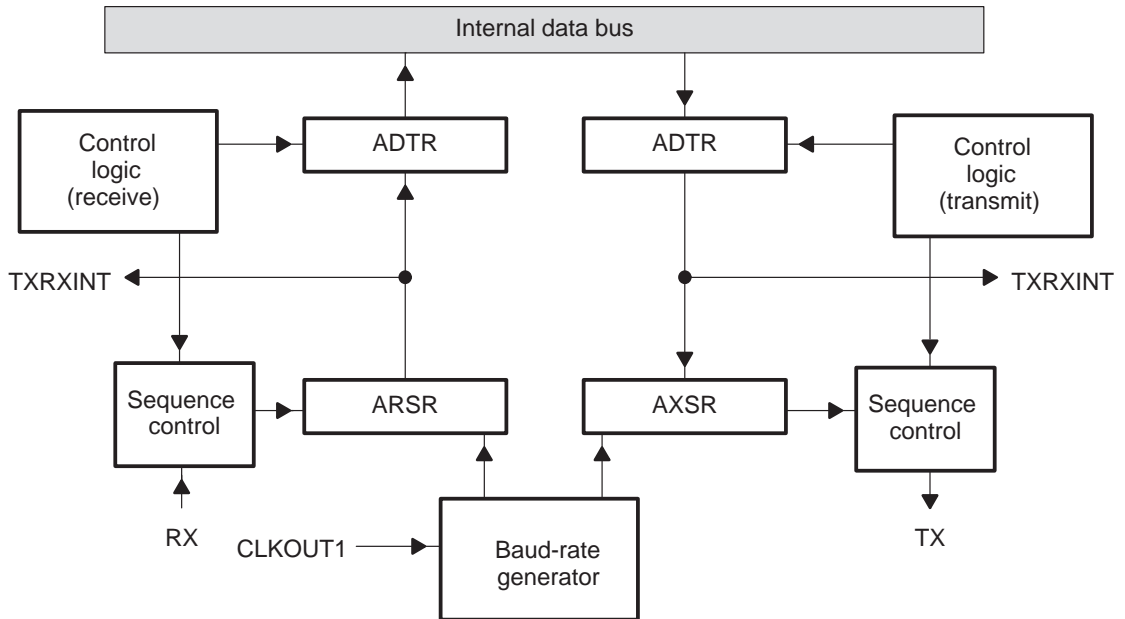 Internal data bus
Control
logic
(receive)
ADTR
ADTR
Control
logic
(transmit)
TXRXINT
TXRXINT
Sequence
control
ARSR
AXSR
Sequence
control
RX
CLKOUT1
Baud-rate
generator
TX